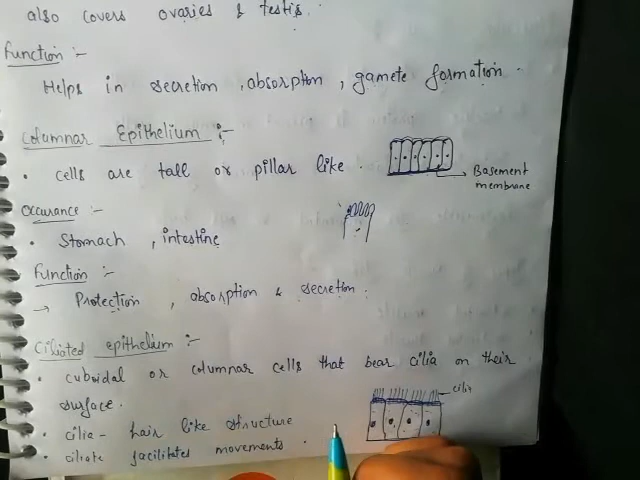 also covers ovaries & testis.
Function :-
Helps in secretion , absorption , gamete formation .
Columnar Epithelium :-
• cells are tall or pillar like .
Basement membrane
Occurance :-
• Stomach , intestine
Function :-
→ Protection , absorption & secretion .
Ciliated epithelium :-
• cuboidal or columnar cells that bear cilia on their
surface .
cilia
• cilia - hair like structure
• ciliate facilitates movements .